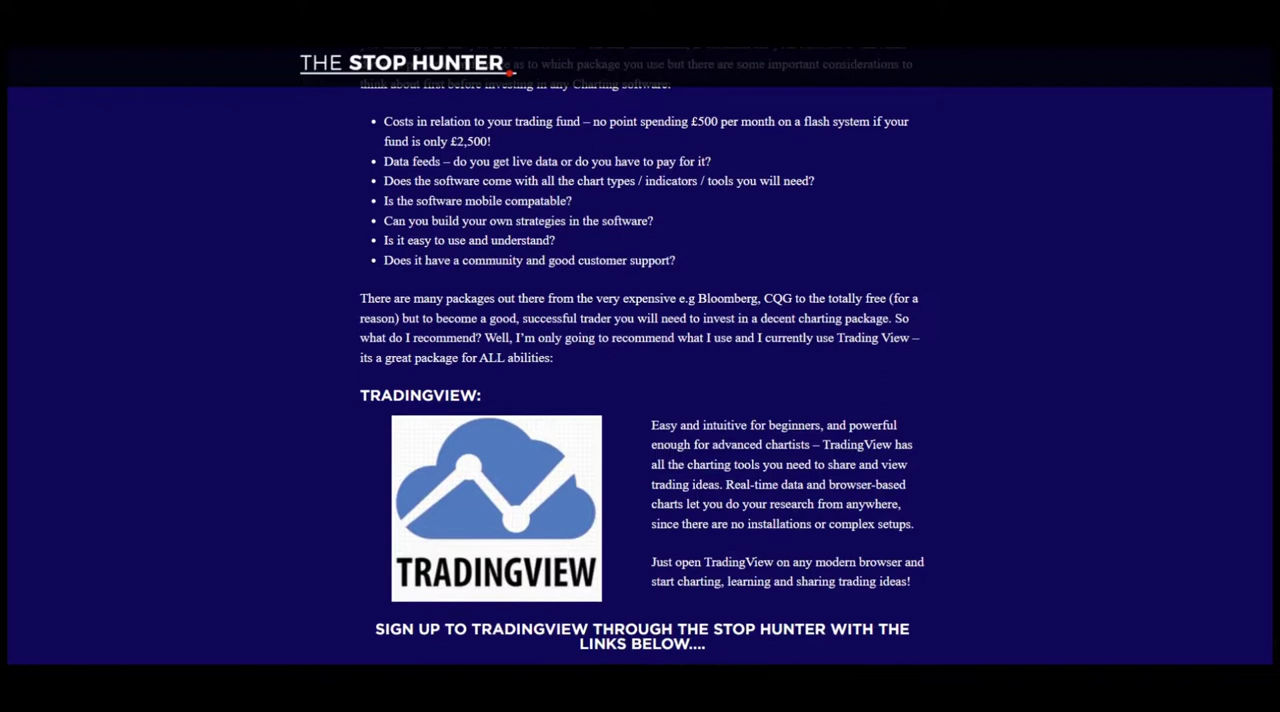 THE STOP HUNTER.
as to which package you use but there are some important considerations to
think about first before investing in any Charting software:
• Costs in relation to your trading fund – no point spending £500 per month on a flash system if your
fund is only £2,500!
• Data feeds – do you get live data or do you have to pay for it?
• Does the software come with all the chart types / indicators / tools you will need?
• Is the software mobile compatable?
• Can you build your own strategies in the software?
• Is it easy to use and understand?
• Does it have a community and good customer support?
There are many packages out there from the very expensive e.g Bloomberg, CQG to the totally free (for a
reason) but to become a good, successful trader you will need to invest in a decent charting package. So
what do I recommend? Well, I'm only going to recommend what I use and I currently use Trading View –
its a great package for ALL abilities:
TRADINGVIEW:
TRADINGVIEW
Easy and intuitive for beginners, and powerful
enough for advanced chartists – TradingView has
all the charting tools you need to share and view
trading ideas. Real-time data and browser-based
charts let you do your research from anywhere,
since there are no installations or complex setups.
Just open TradingView on any modern browser and
start charting, learning and sharing trading ideas!
SIGN UP TO TRADINGVIEW THROUGH THE STOP HUNTER WITH THE
LINKS BELOW....